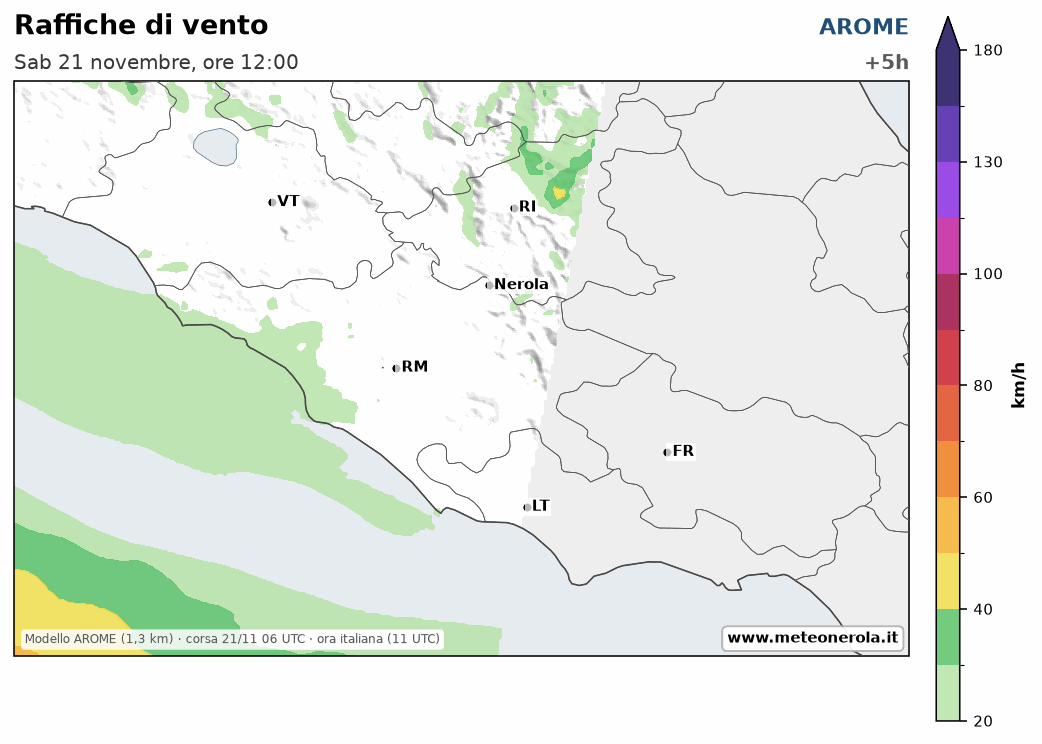 Raffiche di vento
AROME
Sab 21 novembre, ore 12:00
+5h
180
130
100
80
60
40
20
km/h
VT
RI
Nerola
RM
FR
LT
Modello AROME (1,3 km) · corsa 21/11 06 UTC · ora italiana (11 UTC)
www.meteonerola.it